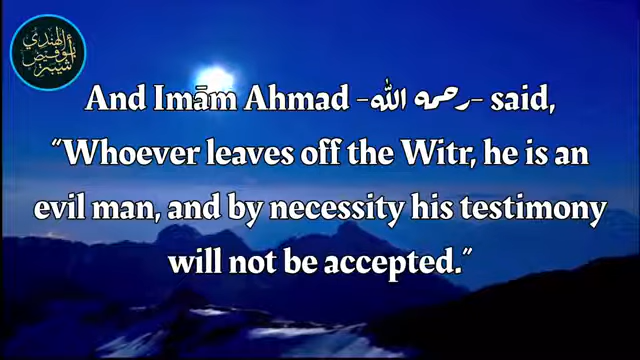 And Imām Ahmad -رحمه الله- said,
"Whoever leaves off the Witr, he is an
evil man, and by necessity his testimony
will not be accepted."